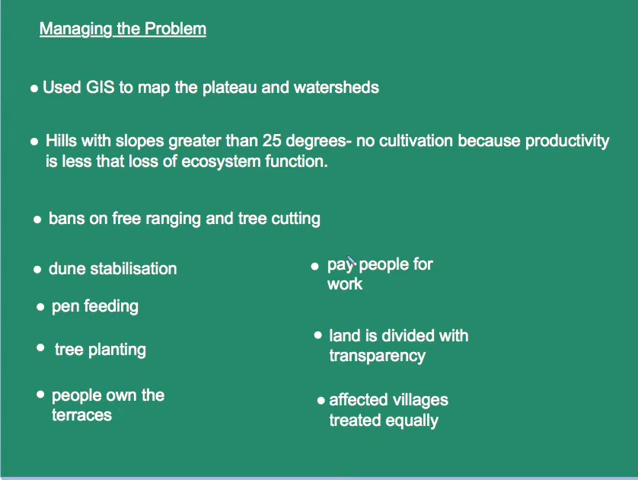 Managing the Problem
• Used GIS to map the plateau and watersheds
• Hills with slopes greater than 25 degrees- no cultivation because productivity
is less that loss of ecosystem function.
• bans on free ranging and tree cutting
• dune stabilisation
• pen feeding
• tree planting
• people own the
terraces
• pay people for
work
• land is divided with
transparency
• affected villages
treated equally